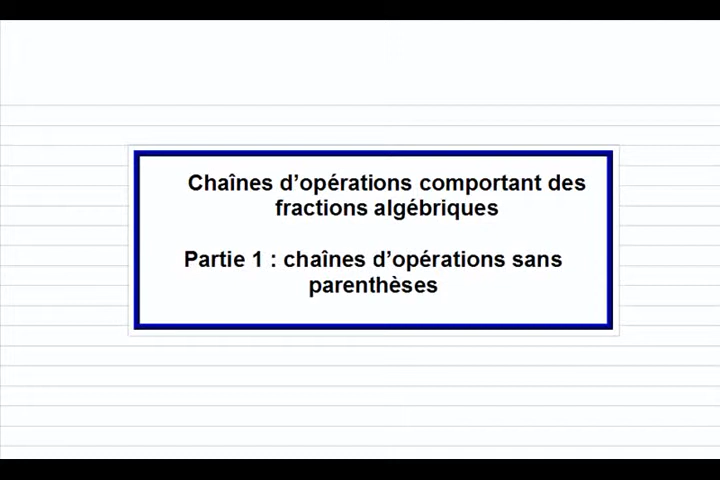 Chaînes d’opérations comportant des
fractions algébriques
Partie 1 : chaînes d’opérations sans
parenthèses